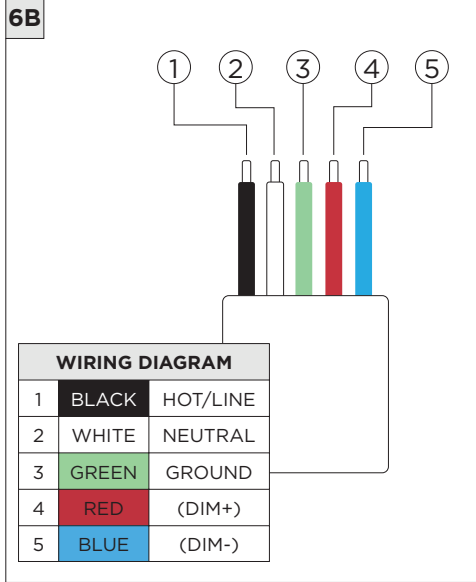 6B
1 2 3 4 5
WIRING DIAGRAM
1 BLACK HOT/LINE
2 WHITE NEUTRAL
3 GREEN GROUND
4 RED (DIM+)
5 BLUE (DIM-)